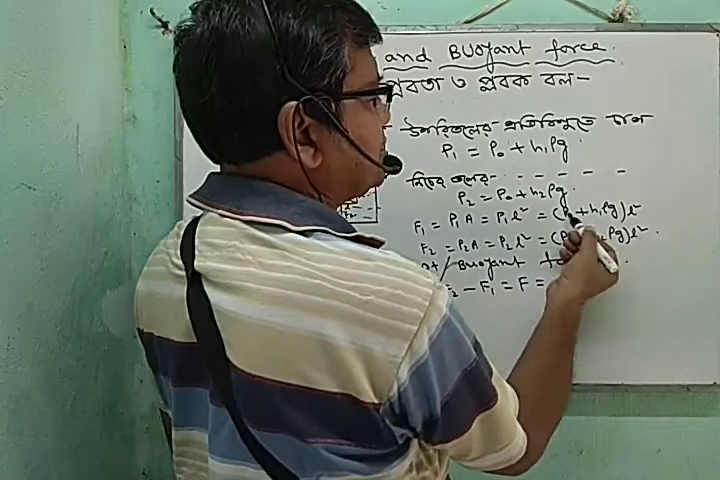 and Buoyant force
প্লবতা ও প্লবক বল-
উপরিতলের প্রতিবিন্দুতে চাপ
P₁ = P₀ + h₁ρg
নিচের তলের - - - - - -
P₂ = P₀ + h₂ρg
F₁ = P₁A = P₁l² = (P₀ + h₁ρg)l²
F₂ = P₂A = P₂l² = (P ρg)l²
Buoyant
F₂ - F₁ = F =